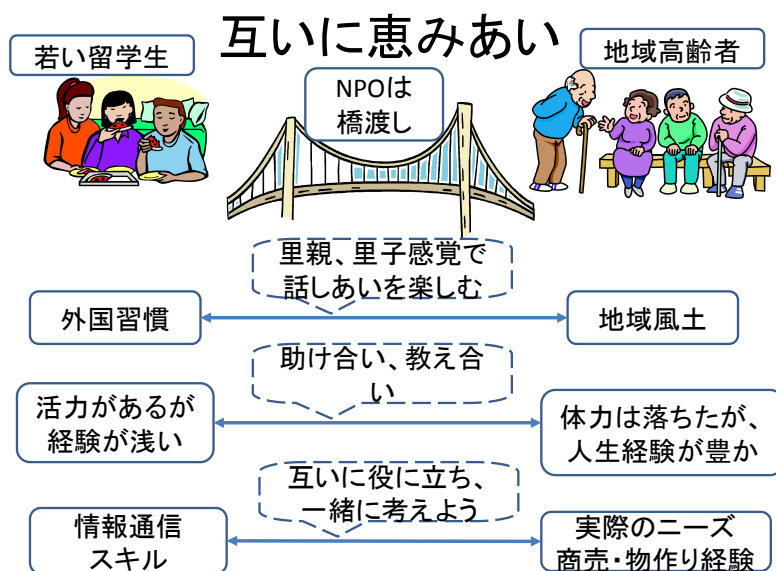 互いに恵みあい
若い留学生
地域高齢者
NPOは
橋渡し
里親、里子感覚で
話しあいを楽しむ
外国習慣
地域風土
助け合い、教え合
い
活力があるが
経験が浅い
体力は落ちたが、
人生経験が豊か
互いに役に立ち、
一緒に考えよう
情報通信
スキル
実際のニーズ
商売・物作り経験